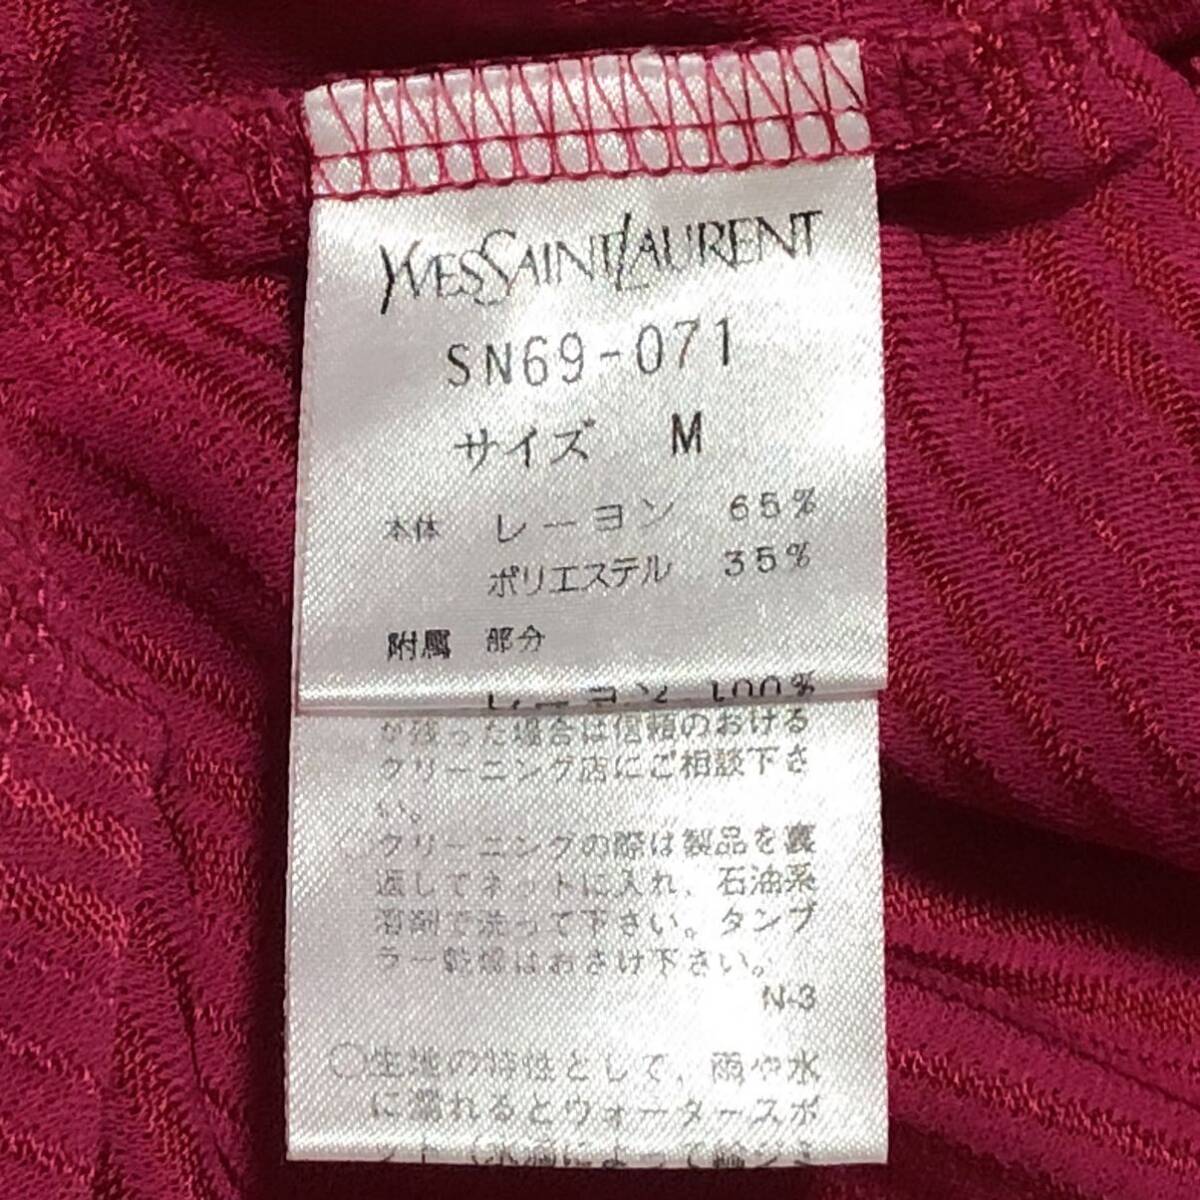 YVESSAINTLAURENT
SN69-071
サイズ M
本体 レーヨン 65%
ポリエステル 35%
附属 部分
レーヨン 100%
が残った場合は信頼のおける
クリーニング店にご相談下さ
い。
クリーニングの際は製品を裏
返してネットに入れ、石油系
溶剤で洗って下さい。タンブ
ラー乾燥はおさけ下さい。
N-3
○生地の特性として、雨や水
に濡れるとウォータースポ